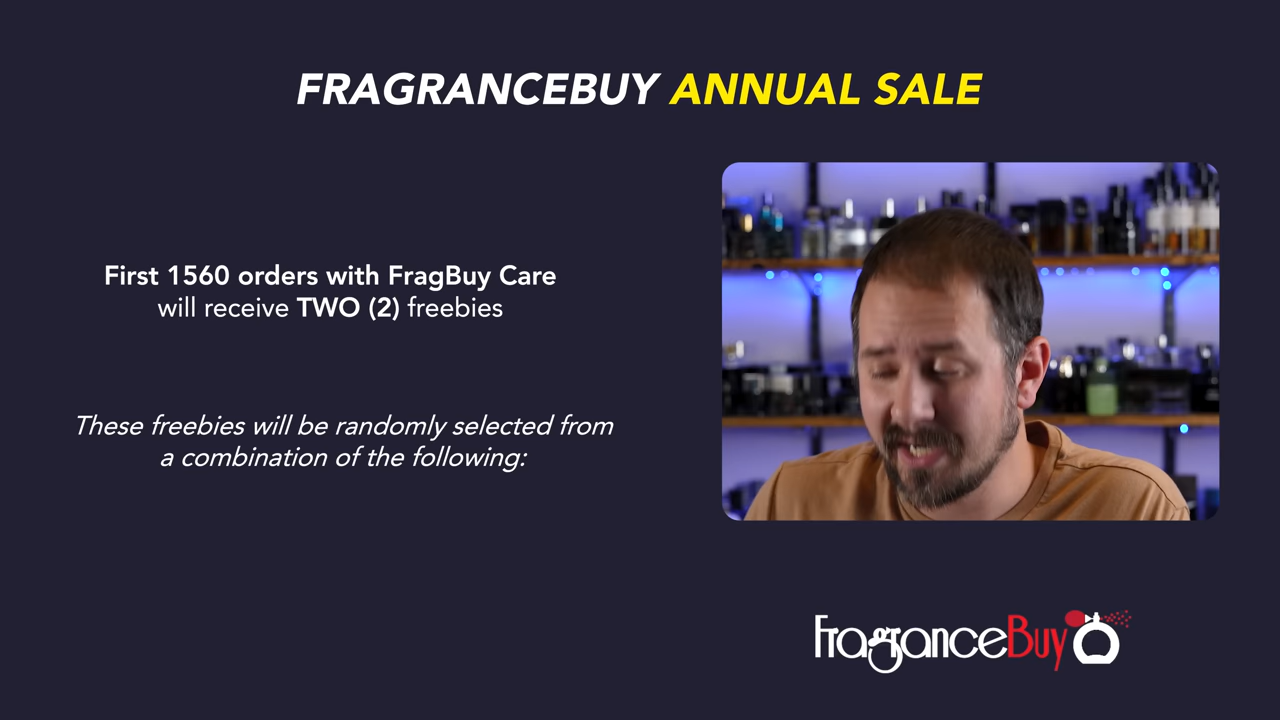 FRAGRANCEBUY ANNUAL SALE
First 1560 orders with FragBuy Care
will receive TWO (2) freebies
These freebies will be randomly selected from
a combination of the following:
FragranceBuy